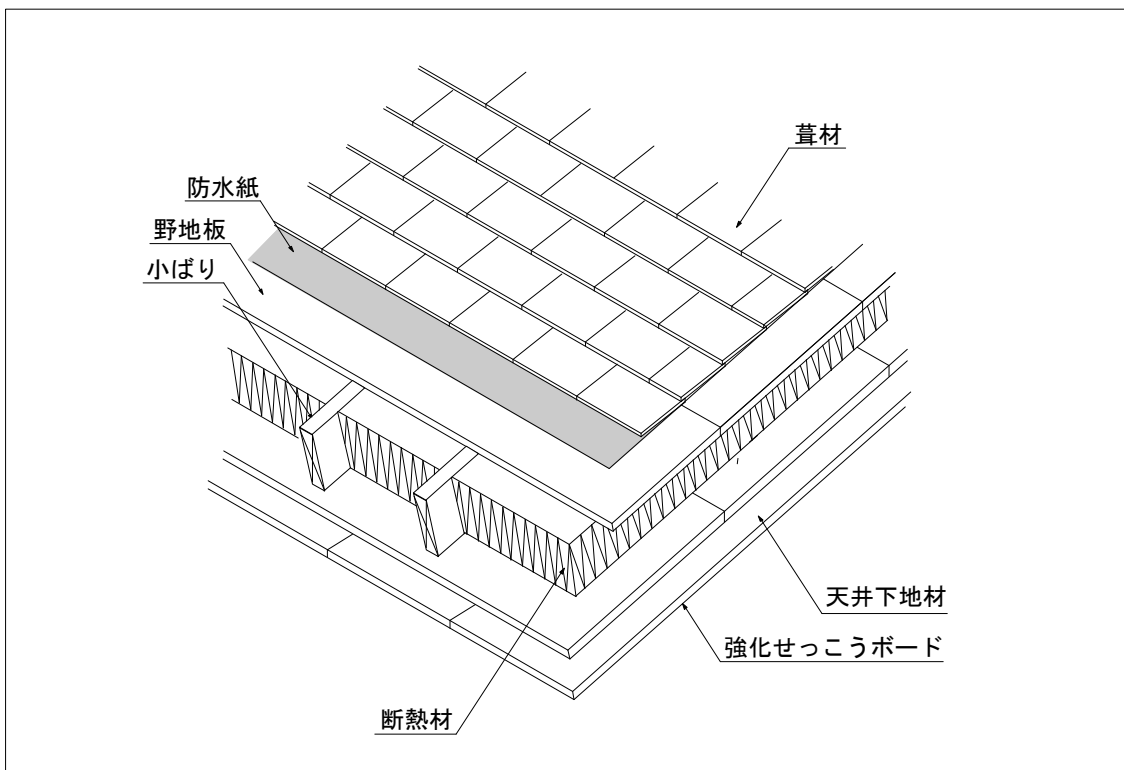 葺材
防水紙
野地板
小ばり
天井下地材
強化せっこうボード
断熱材